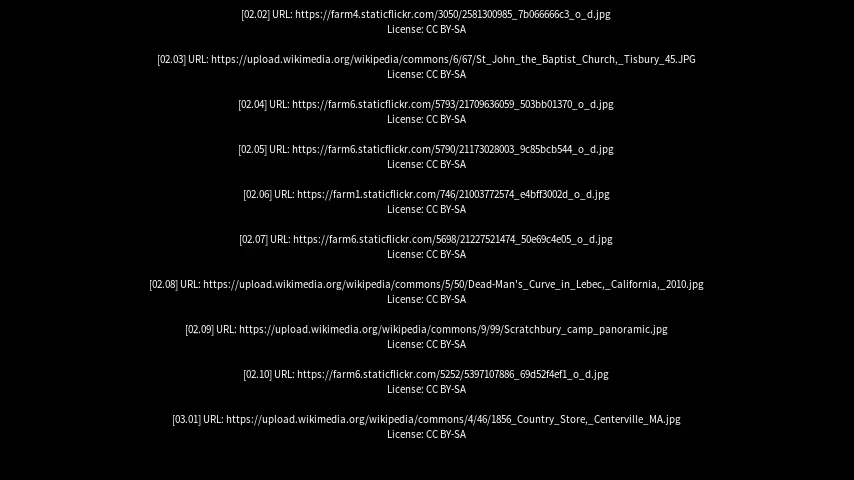 [02.02] URL: https://farm4.staticflickr.com/3050/2581300985_7b066666c3_o_d.jpg
License: CC BY-SA
[02.03] URL: https://upload.wikimedia.org/wikipedia/commons/6/67/St_John_the_Baptist_Church,_Tisbury_45.JPG
License: CC BY-SA
[02.04] URL: https://farm6.staticflickr.com/5793/21709636059_503bb01370_o_d.jpg
License: CC BY-SA
[02.05] URL: https://farm6.staticflickr.com/5790/21173028003_9c85bcb544_o_d.jpg
License: CC BY-SA
[02.06] URL: https://farm1.staticflickr.com/746/21003772574_e4bff3002d_o_d.jpg
License: CC BY-SA
[02.07] URL: https://farm6.staticflickr.com/5698/21227521474_50e69c4e05_o_d.jpg
License: CC BY-SA
[02.08] URL: https://upload.wikimedia.org/wikipedia/commons/5/50/Dead-Man's_Curve_in_Lebec,_California,_2010.jpg
License: CC BY-SA
[02.09] URL: https://upload.wikimedia.org/wikipedia/commons/9/99/Scratchbury_camp_panoramic.jpg
License: CC BY-SA
[02.10] URL: https://farm6.staticflickr.com/5252/5397107886_69d52f4ef1_o_d.jpg
License: CC BY-SA
[03.01] URL: https://upload.wikimedia.org/wikipedia/commons/4/46/1856_Country_Store,_Centerville_MA.jpg
License: CC BY-SA